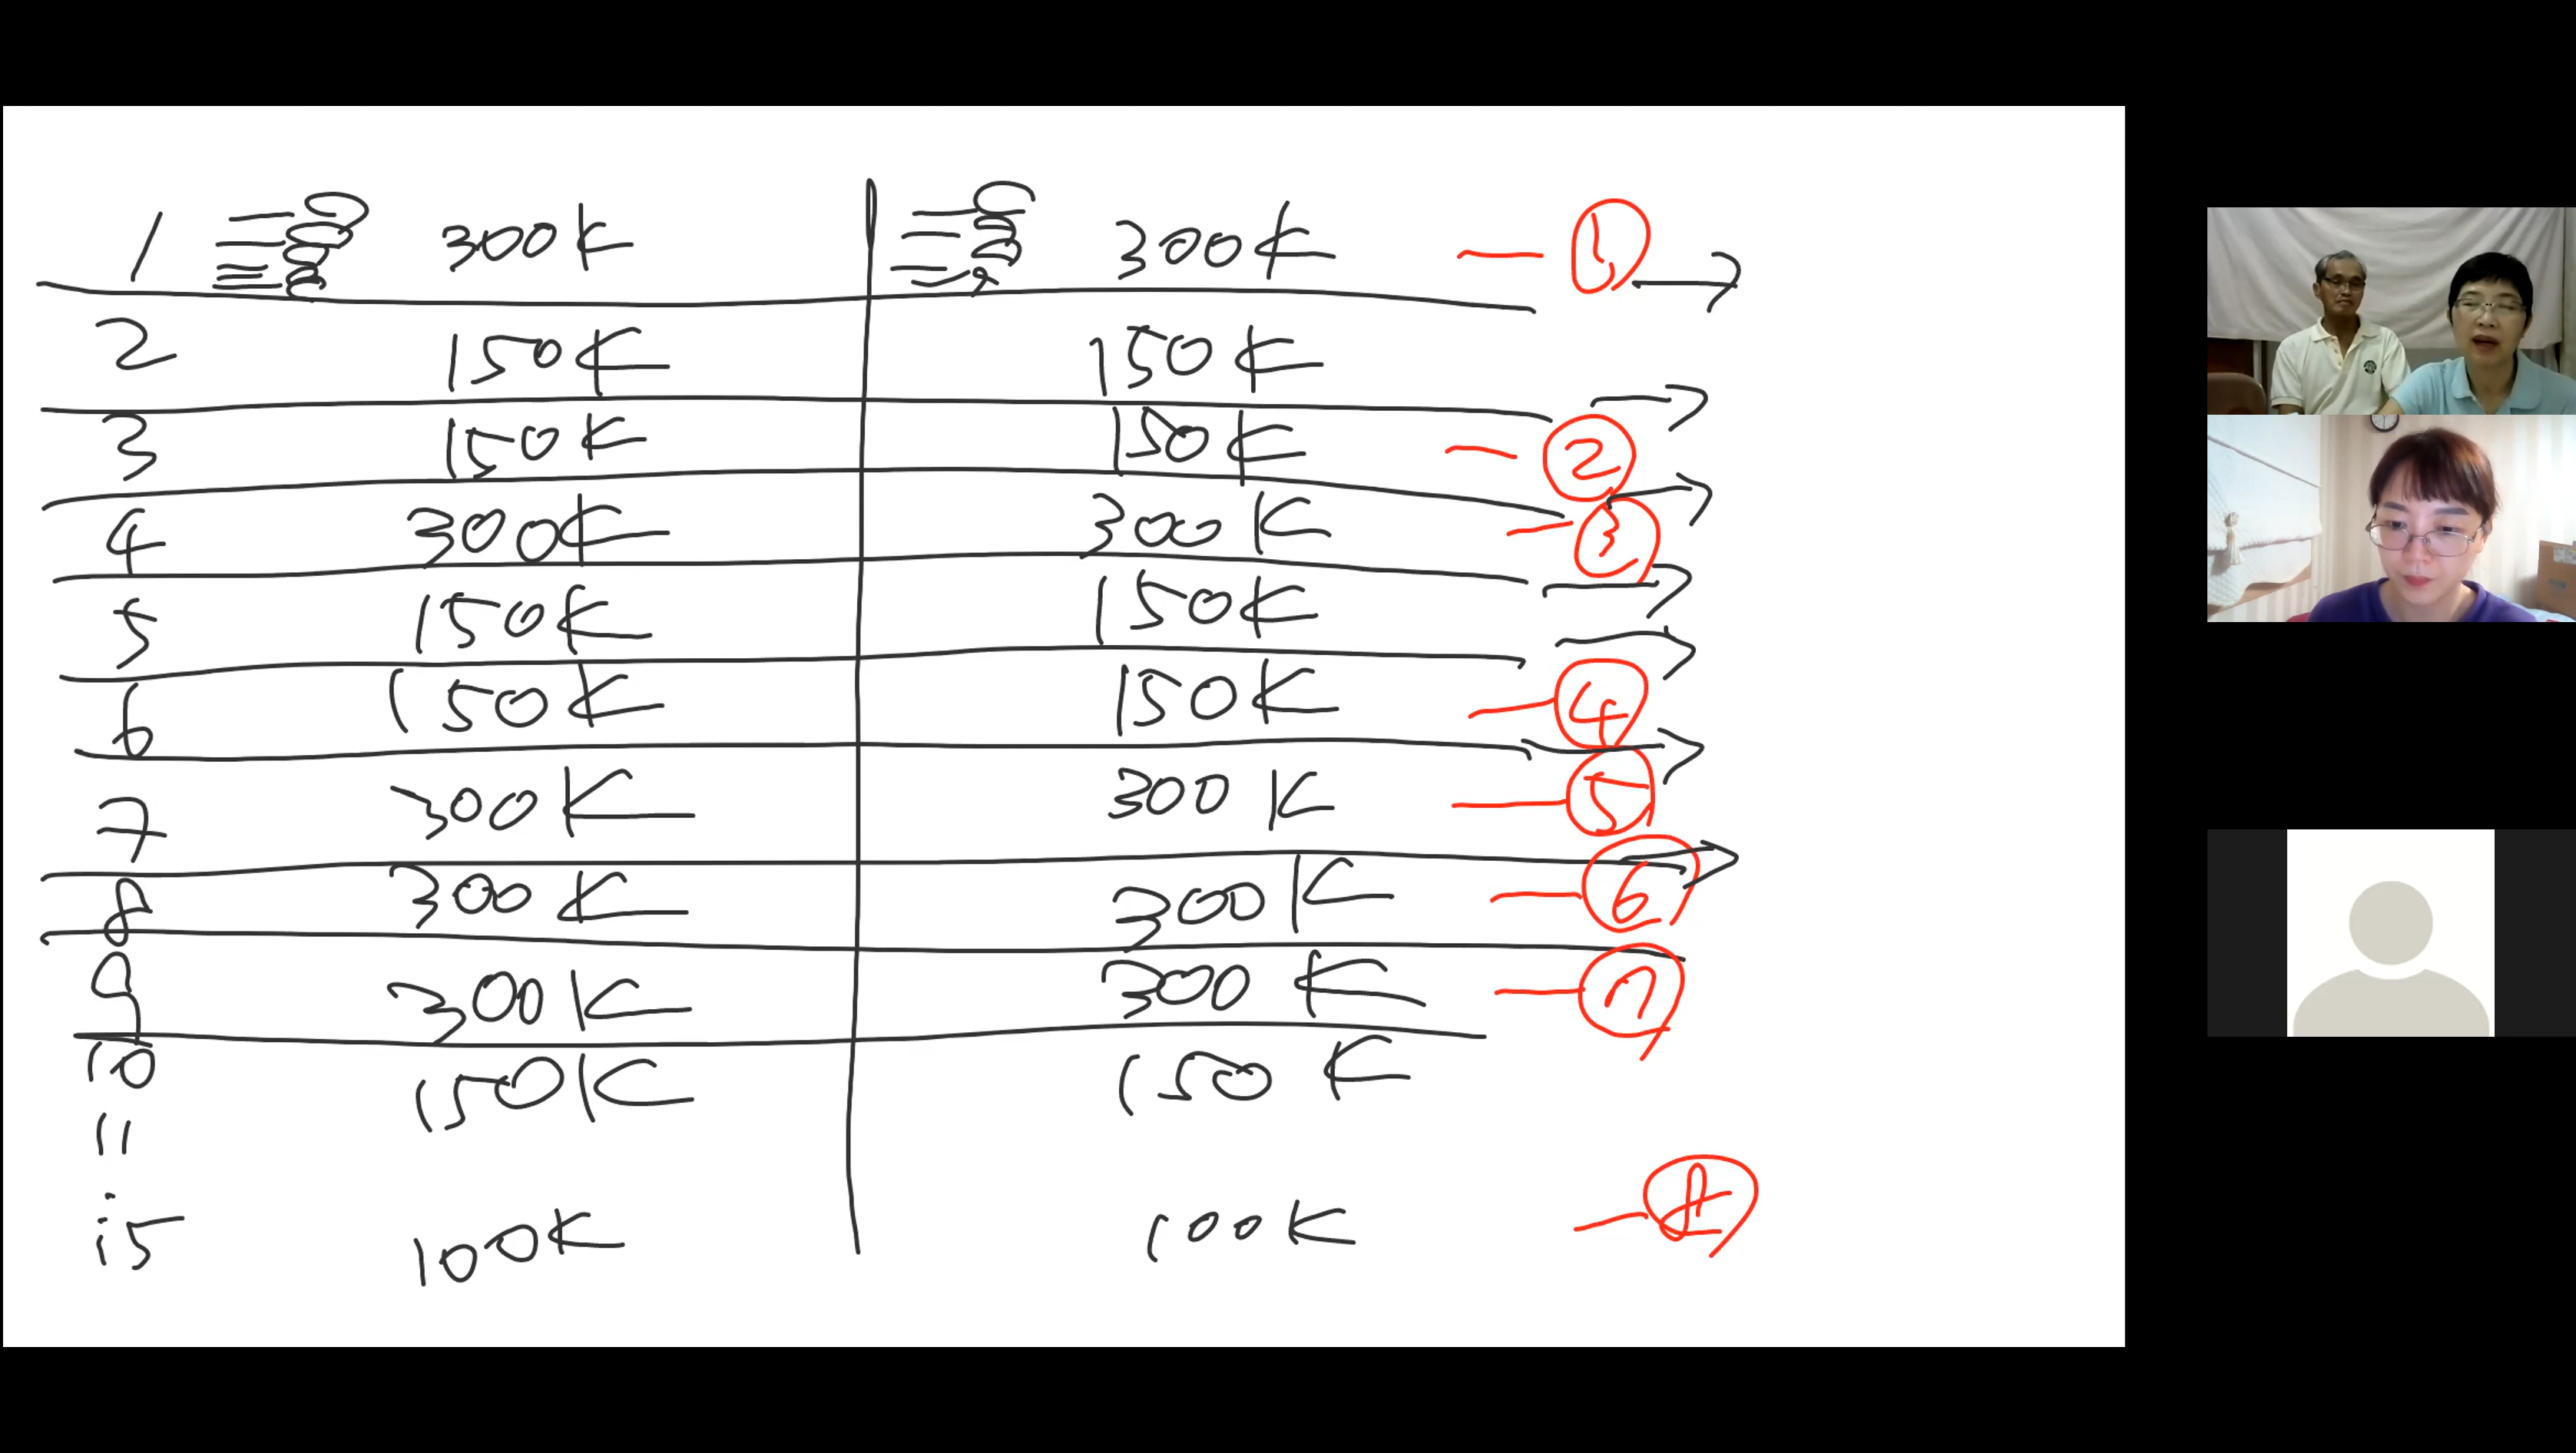 1 300K 300K ①
2 150K 150K
3 150K 150K ②
4 300K 300K ③
5 150K 150K
6 150K 150K ④
7 300K 300K ⑤
8 300K 300K ⑥
9 300K 300K
10 150K 150K
11
15 100K 100K